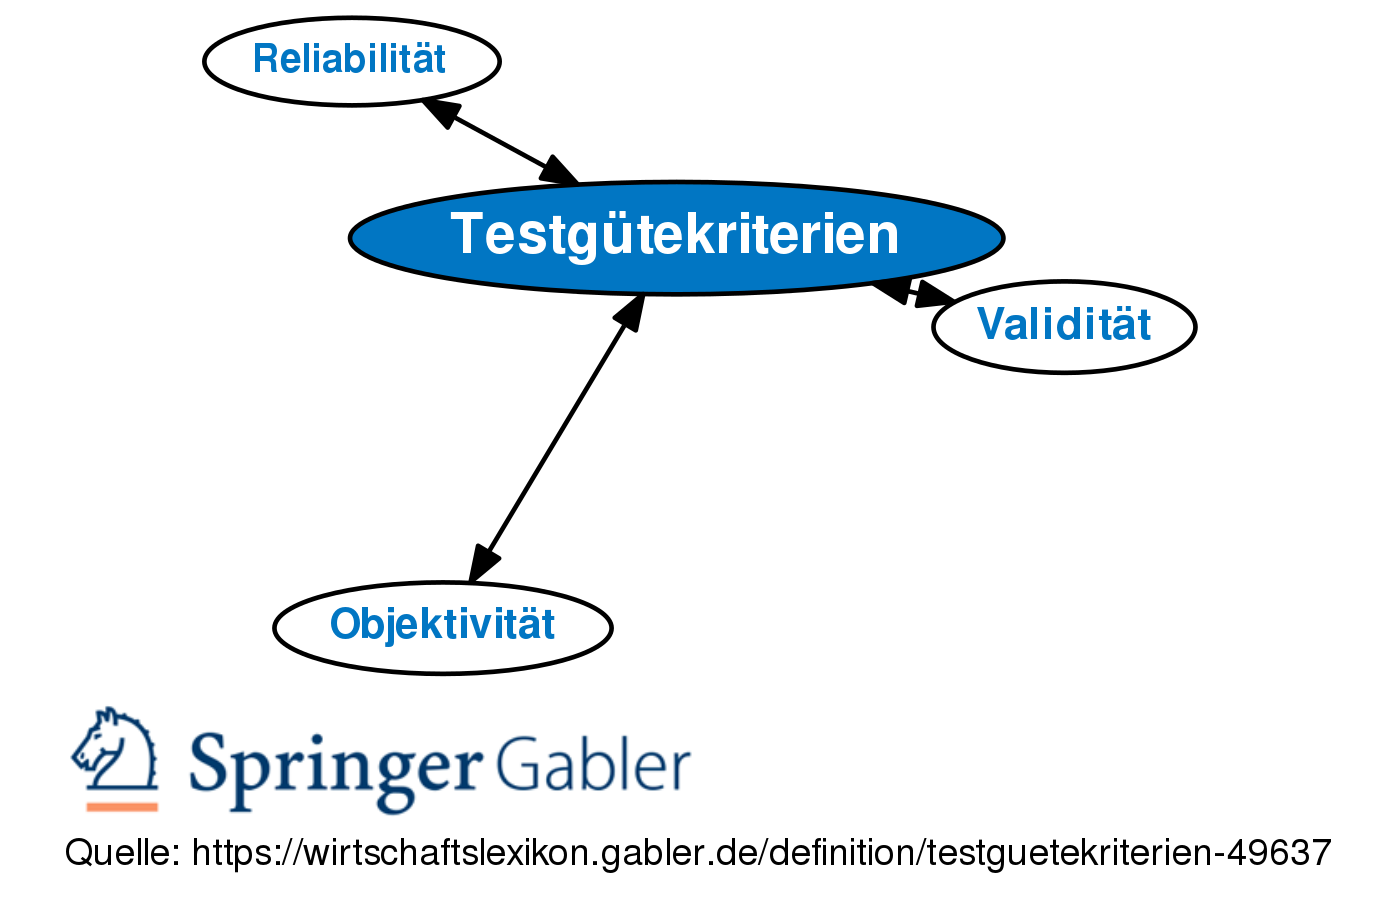 Reliabilität
Testgütekriterien
Validität
Objektivität
Springer Gabler
Quelle: https://wirtschaftslexikon.gabler.de/definition/testguetekriterien-49637